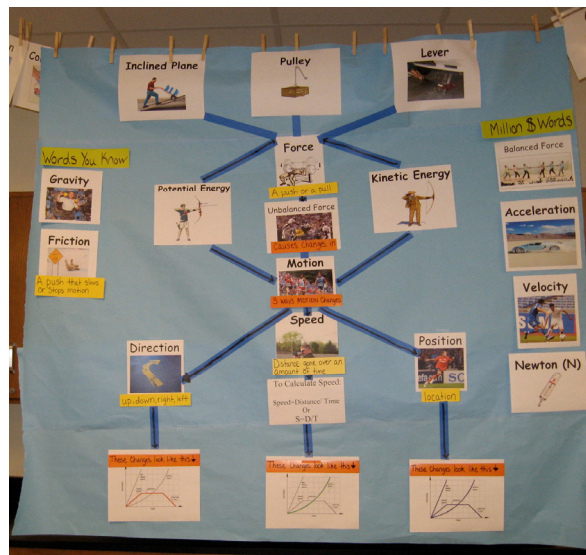 Inclined Plane
Pulley
Lever
Words You Know
Million $ Words
Gravity
Friction
A push that slows
or stops motion
Potential Energy
Force
A push or a pull
Unbalanced Force
Causes Changes in
Motion
5 ways Motion Changes
Kinetic Energy
Balanced Force
Acceleration
Velocity
Newton (N)
Direction
up, down, right, left
Speed
Distance gone over an
amount of time
To Calculate Speed
Speed=Distance/ Time
Or
S=D/T
Position
location
These Changes look like this
These Changes look like this
These Changes look like this